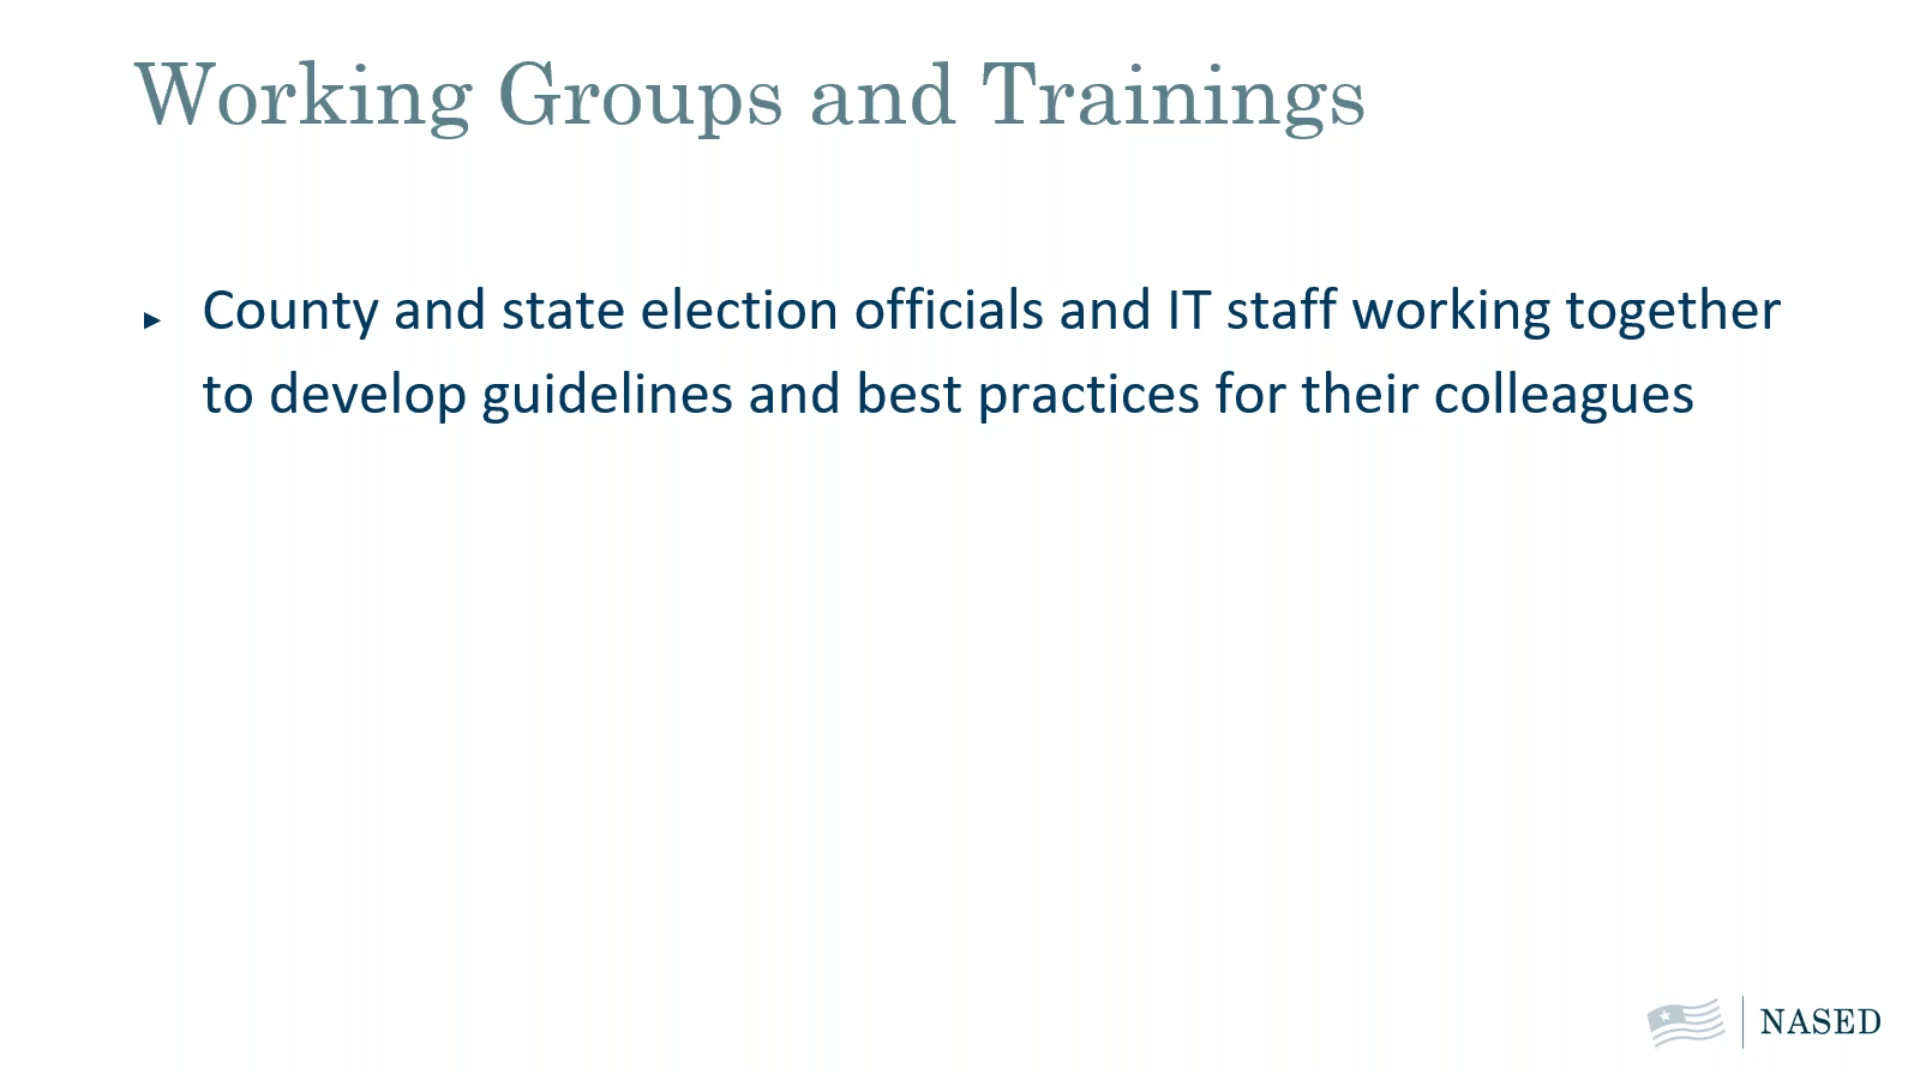 Working Groups and Trainings
▸ County and state election officials and IT staff working together
to develop guidelines and best practices for their colleagues
NASED